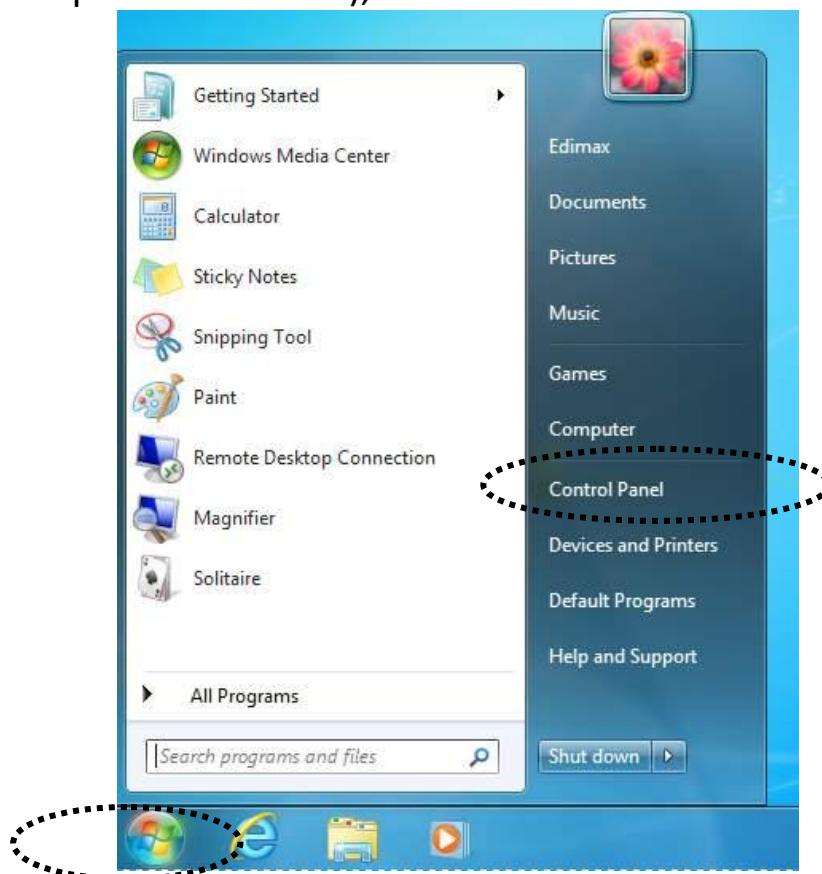 Getting Started
Windows Media Center
Calculator
Sticky Notes
Snipping Tool
Paint
Remote Desktop Connection
Magnifier
Solitaire
All Programs
Search programs and files
Edimax
Documents
Pictures
Music
Games
Computer
Control Panel
Devices and Printers
Default Programs
Help and Support
Shut down